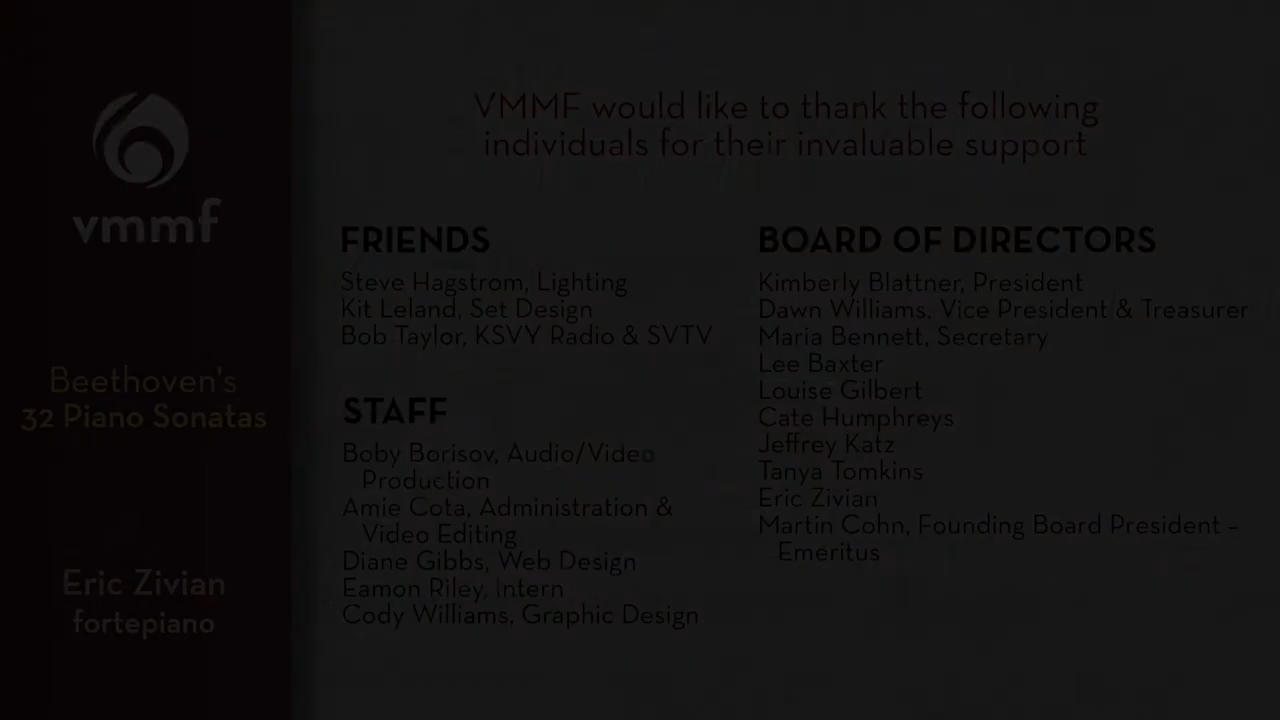 vmmf
Beethoven's
32 Piano Sonatas
Eric Zivian
fortepiano
VMMF would like to thank the following
individuals for their invaluable support
FRIENDS
Steve Hagstrom, Lighting
Kit Leland, Set Design
Bob Taylor, KSVY Radio & SVTV
STAFF
Boby Borisov, Audio/Video
Production
Amie Cota, Administration &
Video Editing
Diane Gibbs, Web Design
Eamon Riley, Intern
Cody Williams, Graphic Design
BOARD OF DIRECTORS
Kimberly Blattner, President
Dawn Williams, Vice President & Treasurer
Maria Bennett, Secretary
Lee Baxter
Louise Gilbert
Cate Humphreys
Jeffrey Katz
Tanya Tomkins
Eric Zivian
Martin Cohn, Founding Board President –
Emeritus